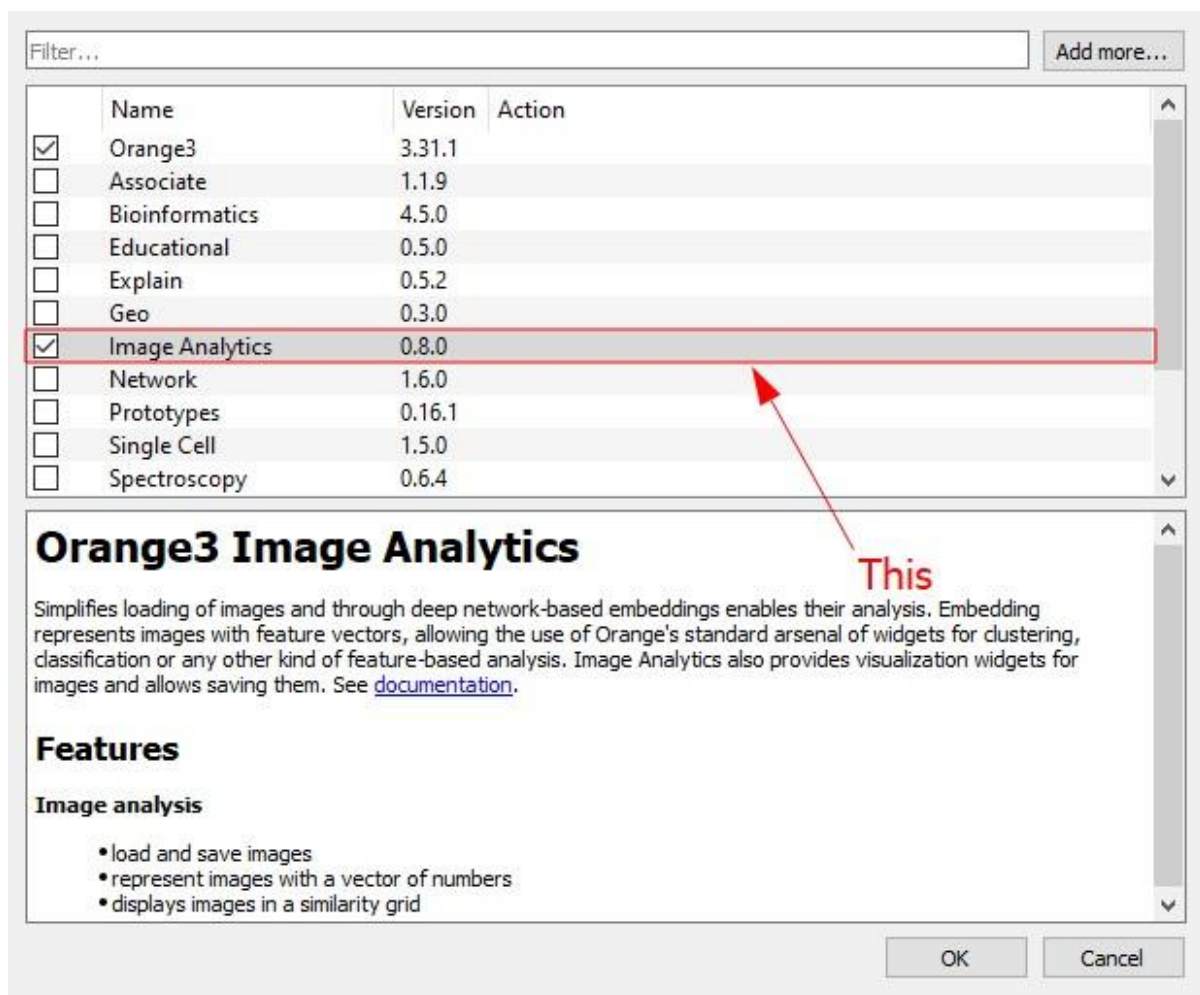 Filter...
Add more...
Name Version Action
Orange3 3.31.1
Associate 1.1.9
Bioinformatics 4.5.0
Educational 0.5.0
Explain 0.5.2
Geo 0.3.0
Image Analytics 0.8.0
Network 1.6.0
Prototypes 0.16.1
Single Cell 1.5.0
Spectroscopy 0.6.4
Orange3 Image Analytics
This
Simplifies loading of images and through deep network-based embeddings enables their analysis. Embedding
represents images with feature vectors, allowing the use of Orange's standard arsenal of widgets for clustering,
classification or any other kind of feature-based analysis. Image Analytics also provides visualization widgets for
images and allows saving them. See documentation.
Features
Image analysis
• load and save images
• represent images with a vector of numbers
• displays images in a similarity grid
OK Cancel